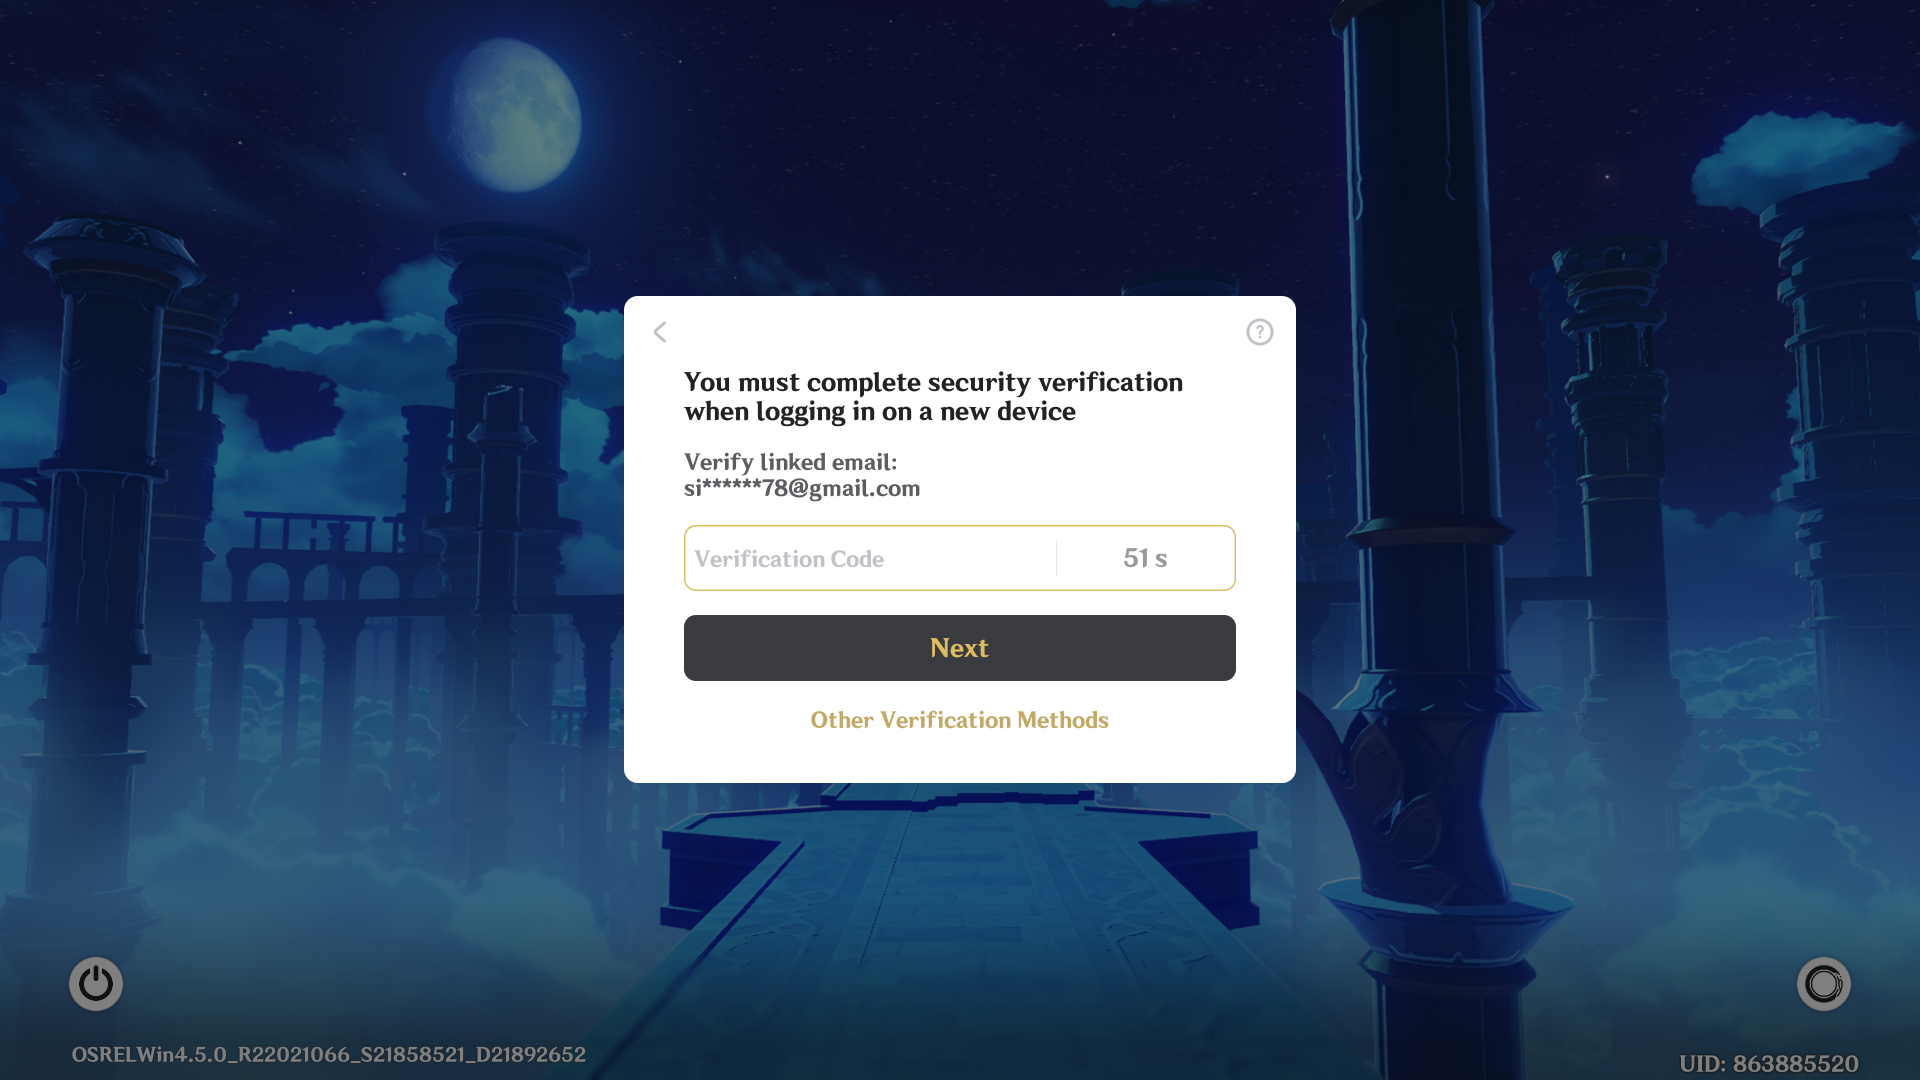 You must complete security verification
when logging in on a new device
Verify linked email:
si******78@gmail.com
Verification Code
51 s
Next
Other Verification Methods
OSRELWin4.5.0_R22021066_S21858521_D21892652
UID: 863885520